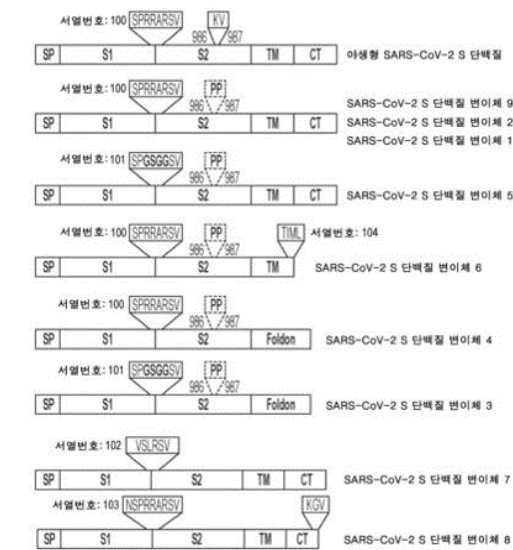 서열번호: 100 SPRRARSV KV
986 987
SP S1 S2 TM CT 야생형 SARS-CoV-2 S 단백질
서열번호: 100 SPRRARSV PP
986 987
SARS-CoV-2 S 단백질 변이체 9
SP S1 S2 TM CT SARS-CoV-2 S 단백질 변이체 2
SARS-CoV-2 S 단백질 변이체 1
서열번호: 101 SPGSGGSV PP
986 987
SP S1 S2 TM CT SARS-CoV-2 S 단백질 변이체 5
서열번호: 100 SPRRARSV PP TIML 서열번호: 104
986 987
SP S1 S2 TM SARS-CoV-2 S 단백질 변이체 6
서열번호: 100 SPRRARSV PP
986 987
SP S1 S2 Foldon SARS-CoV-2 S 단백질 변이체 4
서열번호: 101 SPGSGGSV PP
986 987
SP S1 S2 Foldon SARS-CoV-2 S 단백질 변이체 3
서열번호: 102 VSLRSV
SP S1 S2 TM CT SARS-CoV-2 S 단백질 변이체 7
서열번호: 103 NSPRRARSV KGV
SP S1 S2 TM CT SARS-CoV-2 S 단백질 변이체 8